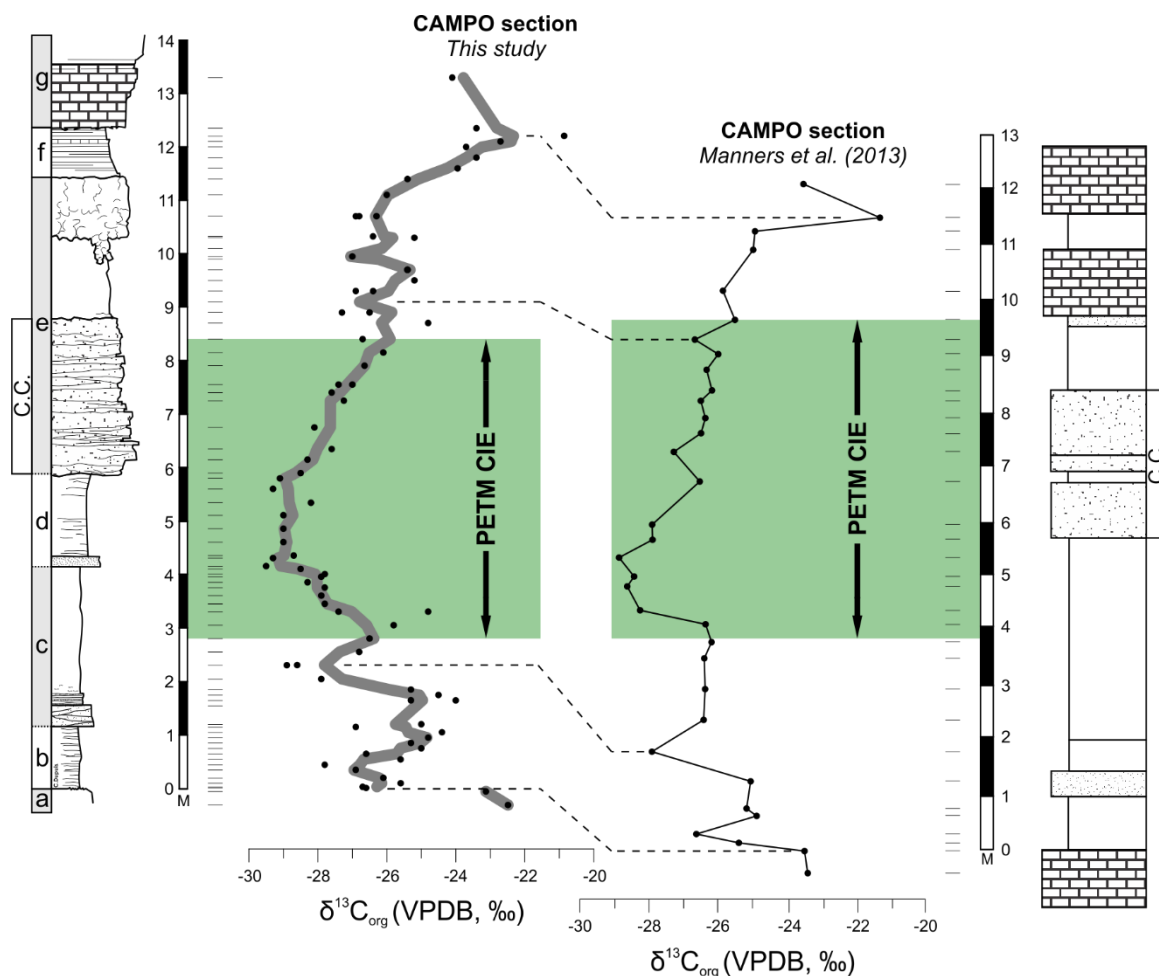 CAMPO section
This study
14
13
12
11
10
9
8
7
6
5
4
3
2
1
0
M
g
f
e
d
c
b
a
C.C.
C.Dupuis
PETM CIE
-30
-28
-26
-24
-22
-20
δ¹³C_org (VPDB, ‰)
CAMPO section
Manners et al. (2013)
PETM CIE
13
12
11
10
9
8
7
6
5
4
3
2
1
0
M
C.C.
-30
-28
-26
-24
-22
-20
δ¹³C_org (VPDB, ‰)